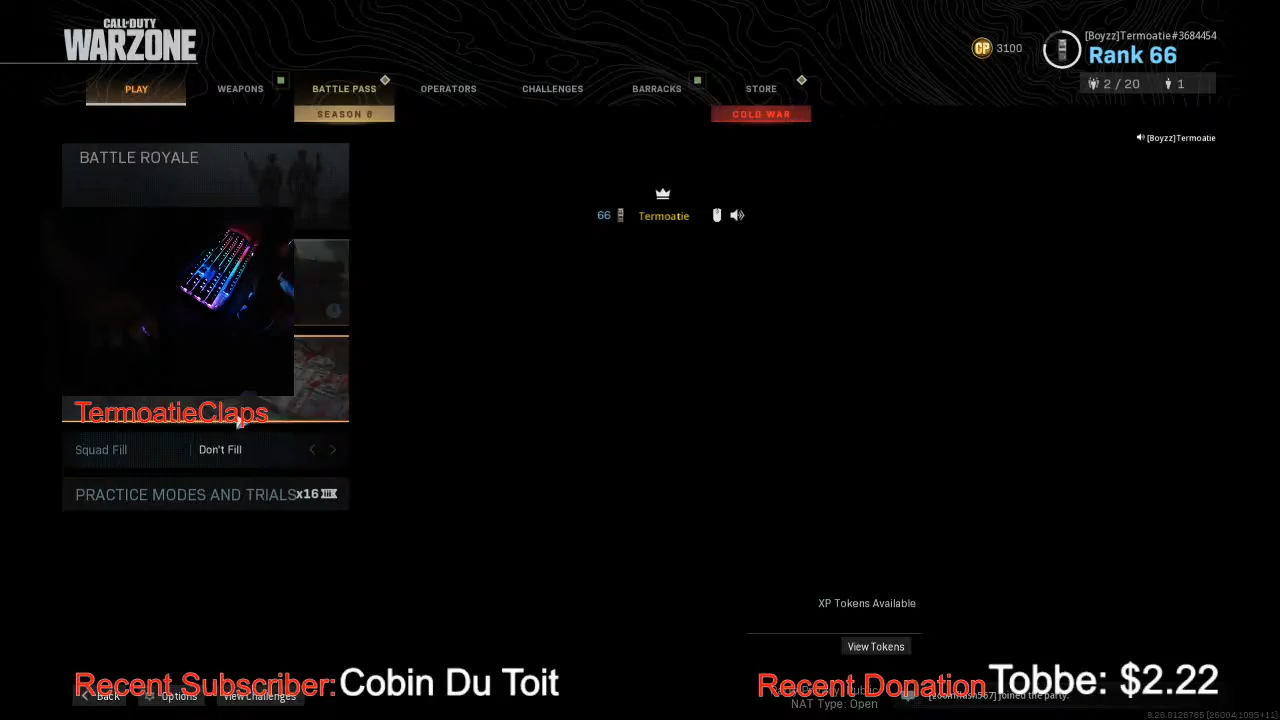 CALL OF DUTY
WARZONE
CP 3100
[Boyzz]Termoatie#3684454
Rank 66
2 / 20 1
PLAY WEAPONS BATTLE PASS OPERATORS CHALLENGES BARRACKS STORE
SEASON 6 COLD WAR
[Boyzz]Termoatie
BATTLE ROYALE
66 Termoatie
TermoatieClaps
Squad Fill Don't Fill
PRACTICE MODES AND TRIALS x16
XP Tokens Available
View Tokens
Recent Subscriber: Cobin Du Toit
Recent Donation Tobbe: $2.22
Back Options View Challenges
joined the party.
NAT Type: Open